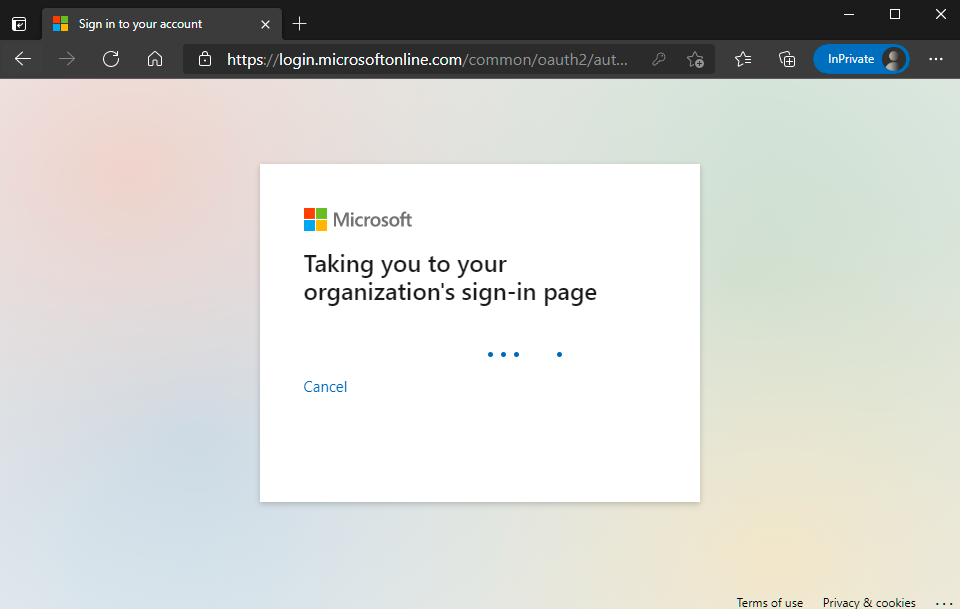 Sign in to your account
https://login.microsoftonline.com/common/oauth2/aut...
InPrivate
Microsoft
Taking you to your
organization's sign-in page
Cancel
Terms of use
Privacy & cookies